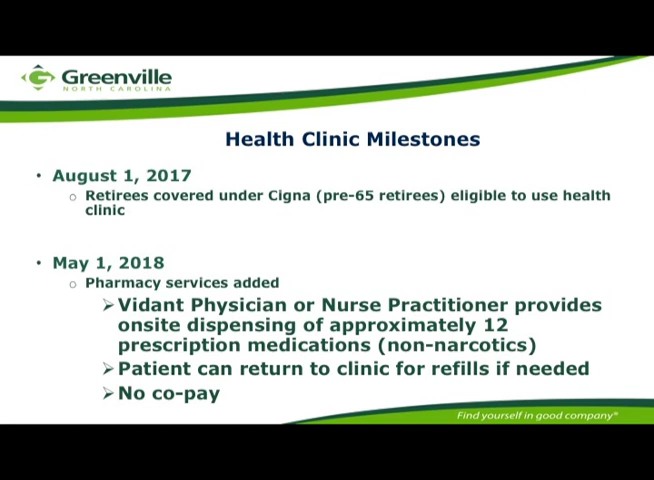 Greenville
NORTH CAROLINA
Health Clinic Milestones
• August 1, 2017
o Retirees covered under Cigna (pre-65 retirees) eligible to use health
clinic
• May 1, 2018
o Pharmacy services added
➢ Vidant Physician or Nurse Practitioner provides
onsite dispensing of approximately 12
prescription medications (non-narcotics)
➢ Patient can return to clinic for refills if needed
➢ No co-pay
Find yourself in good company®